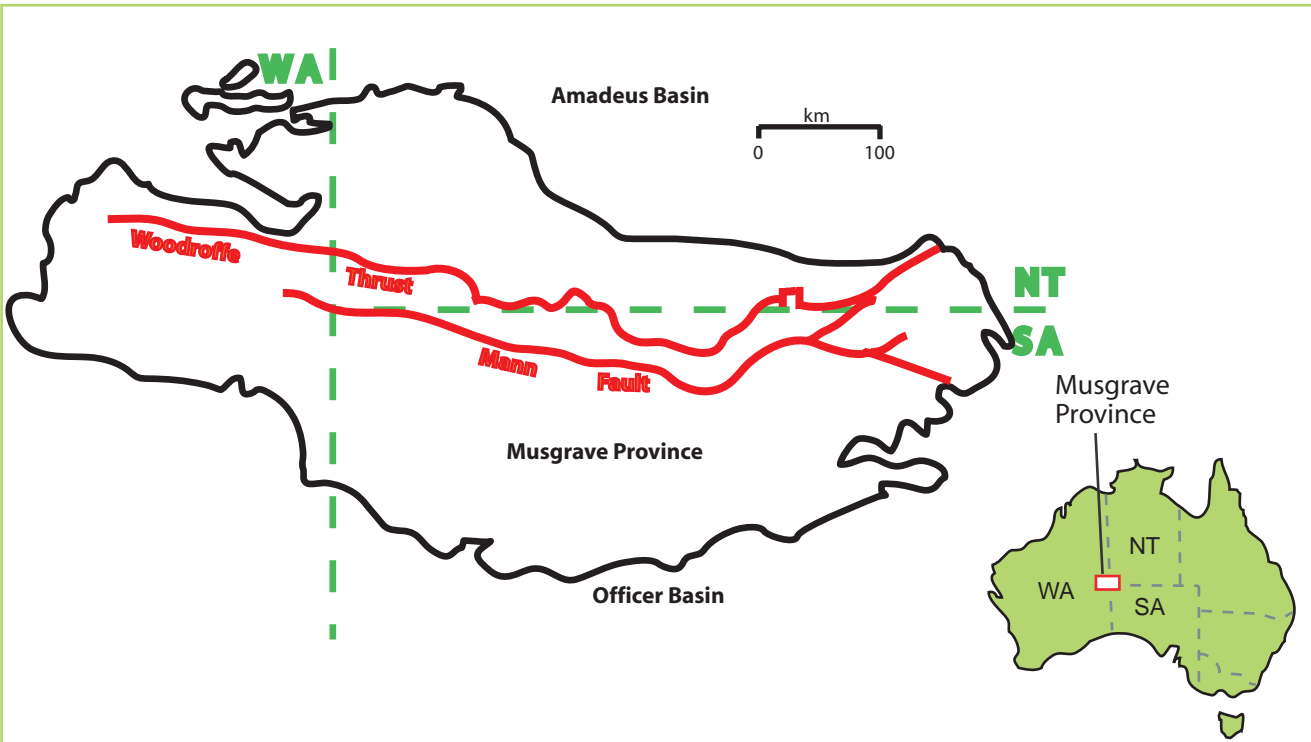 WA
Amadeus Basin
km
0
100
Woodroffe
Thrust
NT
SA
Mann
Fault
Musgrave Province
Officer Basin
Musgrave
Province
NT
WA
SA